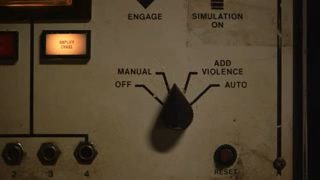 ENGAGE
SIMULATION
ON
MANUAL
ADD
VIOLENCE
OFF
AUTO
RESET
2
3
4